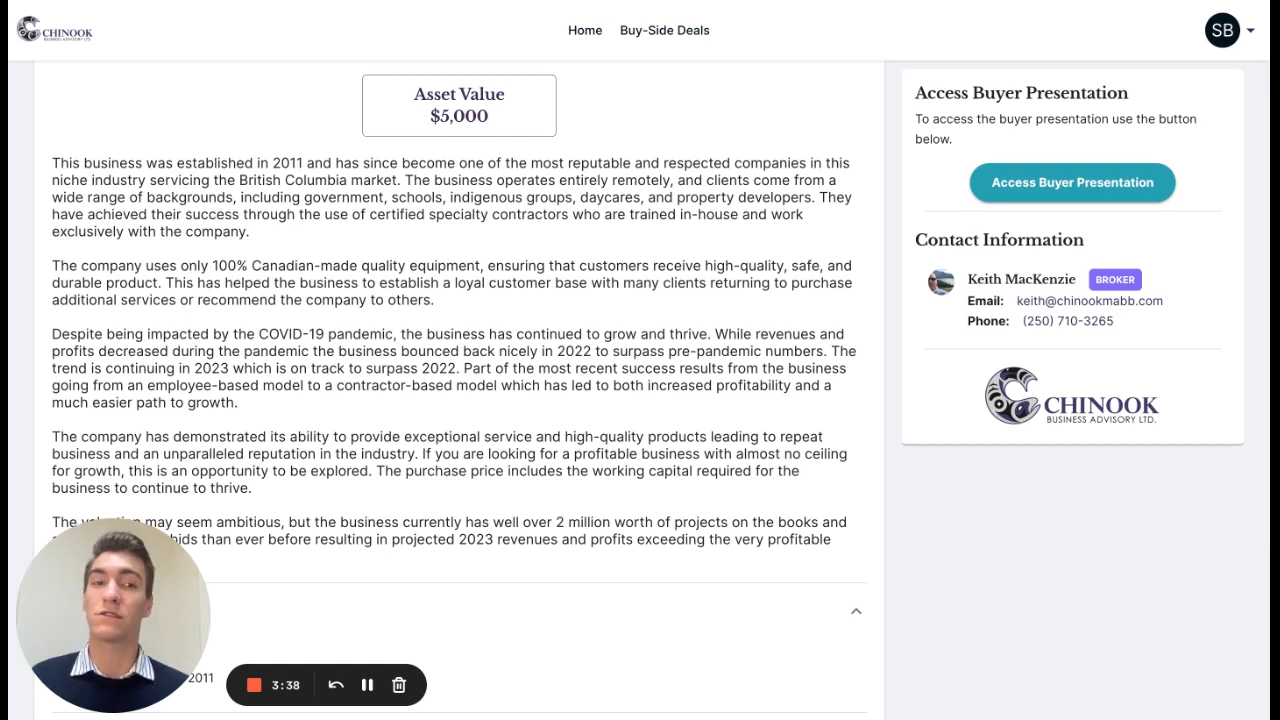 CHINOOK
BUSINESS ADVISORY LTD.
Home
Buy-Side Deals
SB
Asset Value
$5,000
This business was established in 2011 and has since become one of the most reputable and respected companies in this
niche industry servicing the British Columbia market. The business operates entirely remotely, and clients come from a
wide range of backgrounds, including government, schools, indigenous groups, daycares, and property developers. They
have achieved their success through the use of certified specialty contractors who are trained in-house and work
exclusively with the company.
The company uses only 100% Canadian-made quality equipment, ensuring that customers receive high-quality, safe, and
durable product. This has helped the business to establish a loyal customer base with many clients returning to purchase
additional services or recommend the company to others.
Despite being impacted by the COVID-19 pandemic, the business has continued to grow and thrive. While revenues and
profits decreased during the pandemic the business bounced back nicely in 2022 to surpass pre-pandemic numbers. The
trend is continuing in 2023 which is on track to surpass 2022. Part of the most recent success results from the business
going from an employee-based model to a contractor-based model which has led to both increased profitability and a
much easier path to growth.
The company has demonstrated its ability to provide exceptional service and high-quality products leading to repeat
business and an unparalleled reputation in the industry. If you are looking for a profitable business with almost no ceiling
for growth, this is an opportunity to be explored. The purchase price includes the working capital required for the
business to continue to thrive.
The valuation may seem ambitious, but the business currently has well over 2 million worth of projects on the books and
bids than ever before resulting in projected 2023 revenues and profits exceeding the very profitable
2011
3:38
Access Buyer Presentation
To access the buyer presentation use the button
below.
Access Buyer Presentation
Contact Information
Keith MacKenzie BROKER
Email: keith@chinookmabb.com
Phone: (250) 710-3265
CHINOOK
BUSINESS ADVISORY LTD.